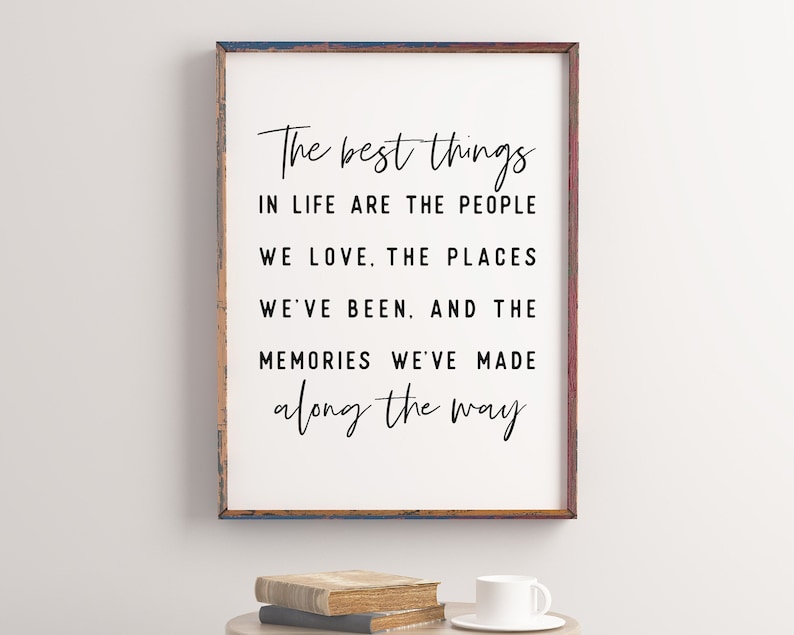 The best things
IN LIFE ARE THE PEOPLE
WE LOVE, THE PLACES
WE'VE BEEN, AND THE
MEMORIES WE'VE MADE
along the way